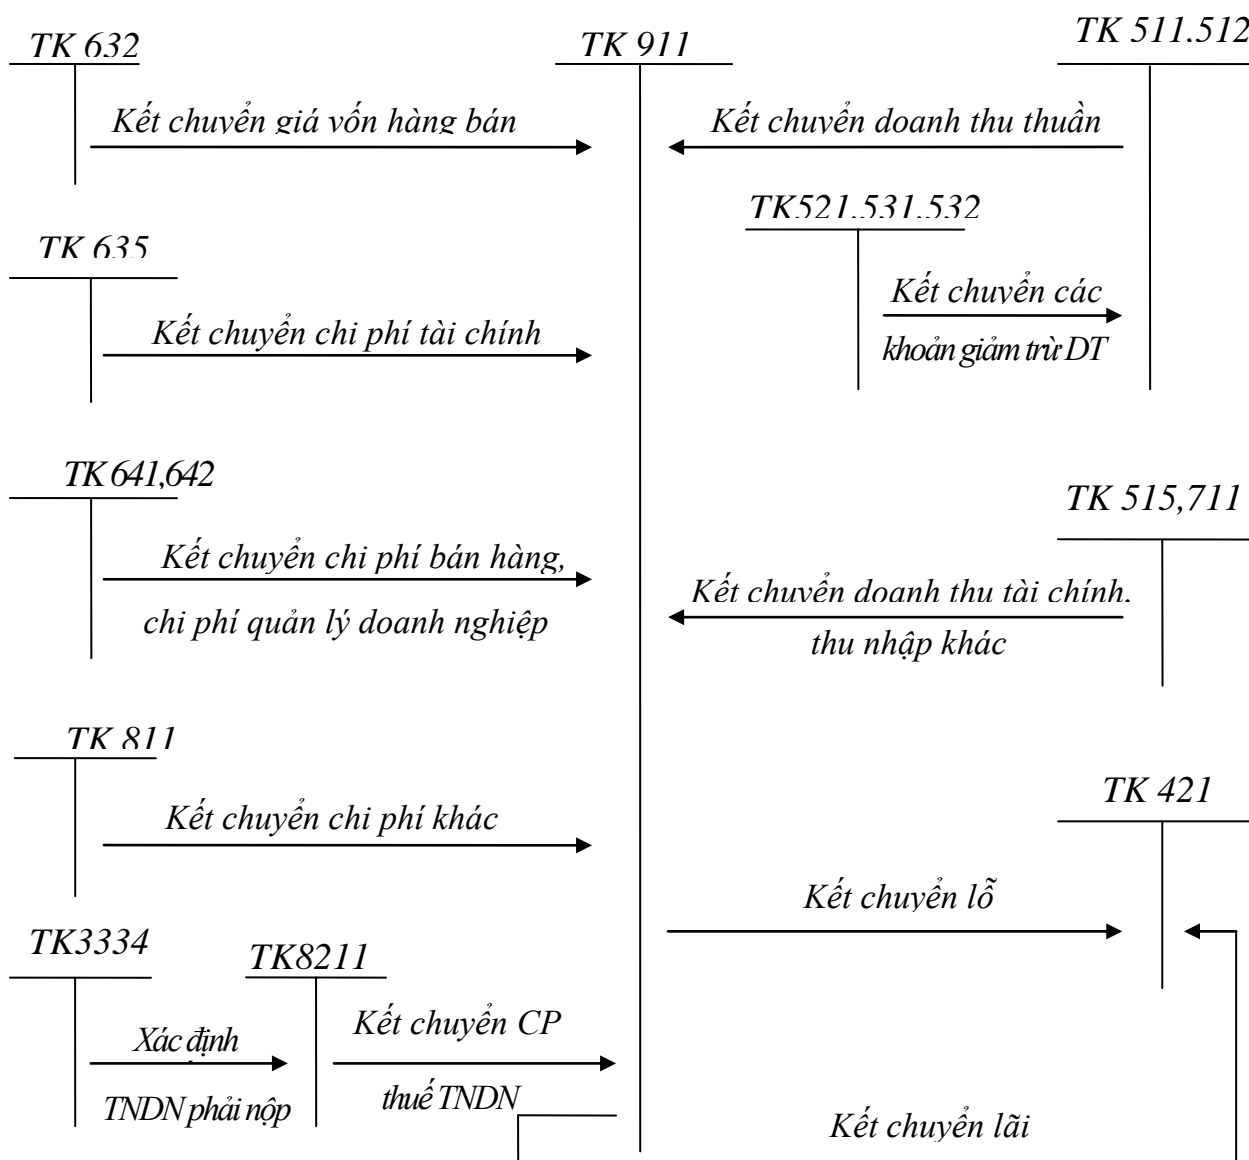 TK 632
TK 911
TK 511.512
Kết chuyển giá vốn hàng bán
Kết chuyển doanh thu thuần
TK521.531.532
TK 635
Kết chuyển các
khoản giảm trừ DT
Kết chuyển chi phí tài chính
TK 641,642
TK 515,711
Kết chuyển chi phí bán hàng,
chi phí quản lý doanh nghiệp
Kết chuyển doanh thu tài chính.
thu nhập khác
TK 811
TK 421
Kết chuyển chi phí khác
Kết chuyển lỗ
TK3334
TK8211
Xác định
TNDN phải nộp
Kết chuyển CP
thuế TNDN
Kết chuyển lãi